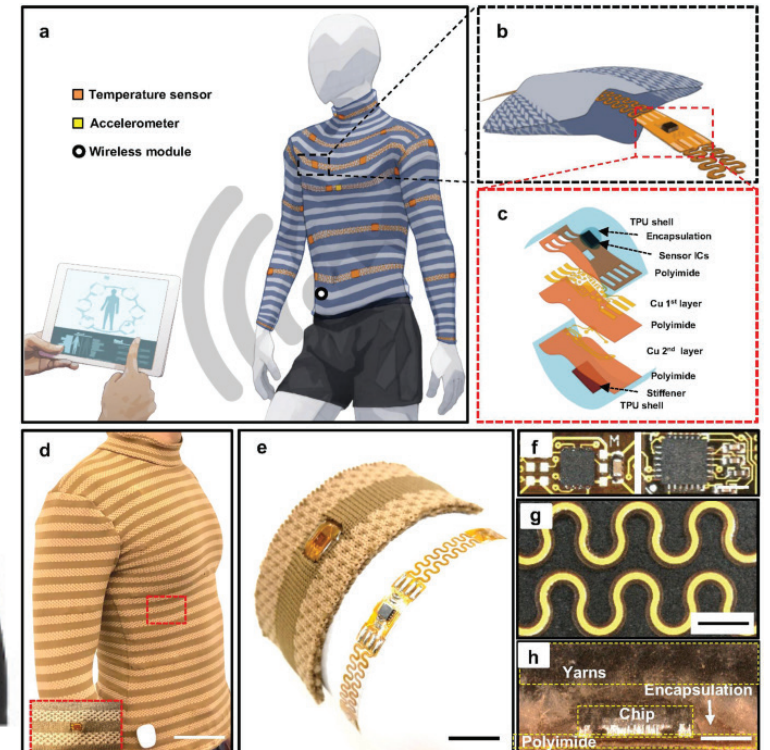 a
Temperature sensor
Accelerometer
Wireless module
b
c
TPU shell
Encapsulation
Sensor ICs
Polyimide
Cu 1st layer
Polyimide
Cu 2nd layer
Polyimide
Stiffener
TPU shell
d
e
f
M
g
h
Yarns
Encapsulation
Chip
Polyimide